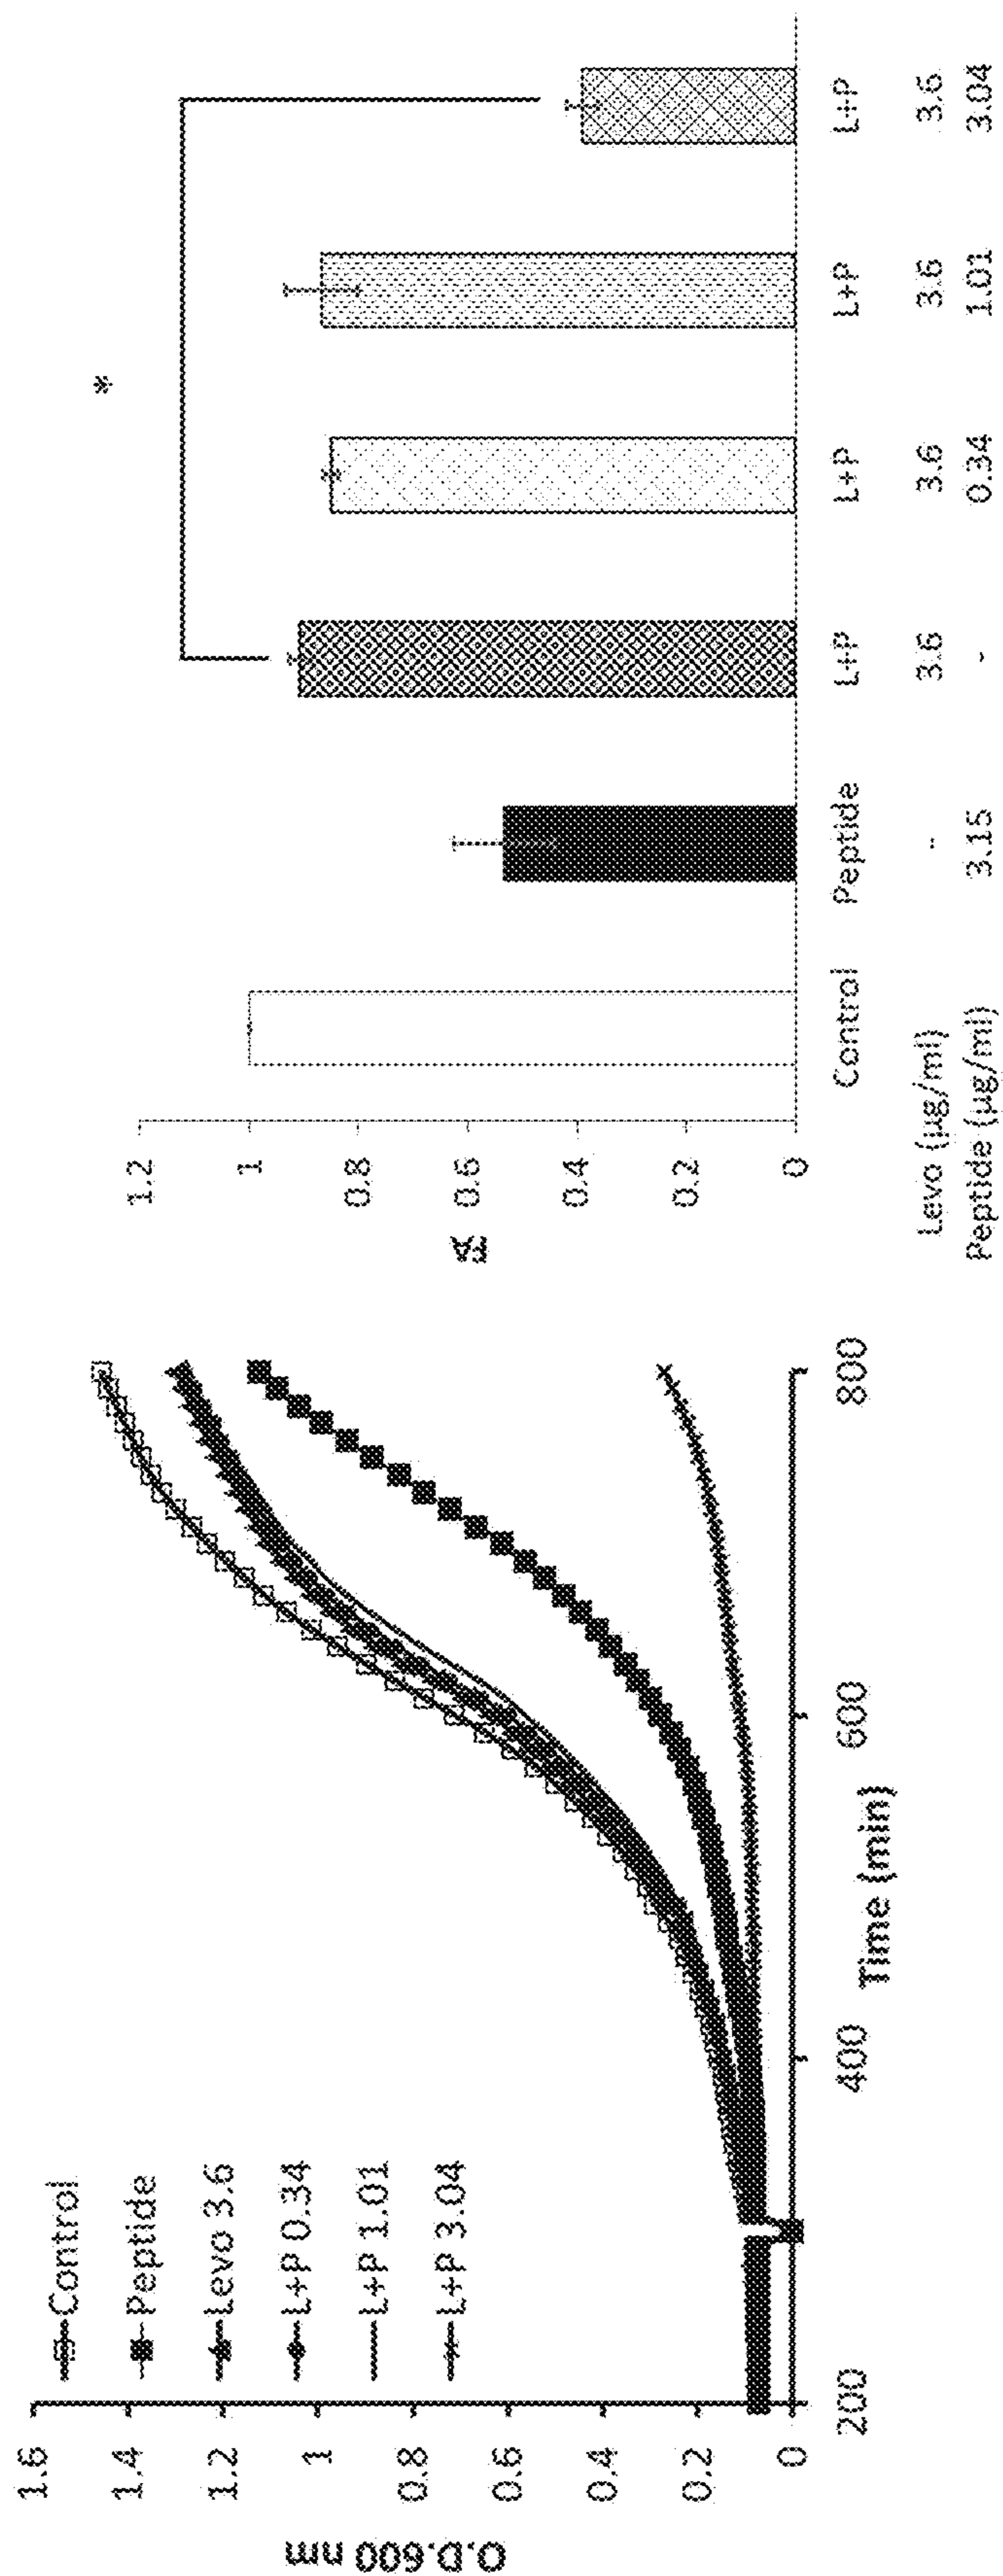 O.D.600 nm
1.6
1.4
1.2
1
0.8
0.6
0.4
0.2
0
Control
Peptide
Levo 3.6
L+P 0.34
L+P 1.01
L+P 3.04
200 400 600 800
Time (min)
FA
1.2
1
0.8
0.6
0.4
0.2
0
*
Control Peptide L+P L+P L+P L+P
Levo (µg/ml) -- 3.6 3.6 3.6 3.6
Peptide (µg/ml) 3.15 - 0.34 1.01 3.04